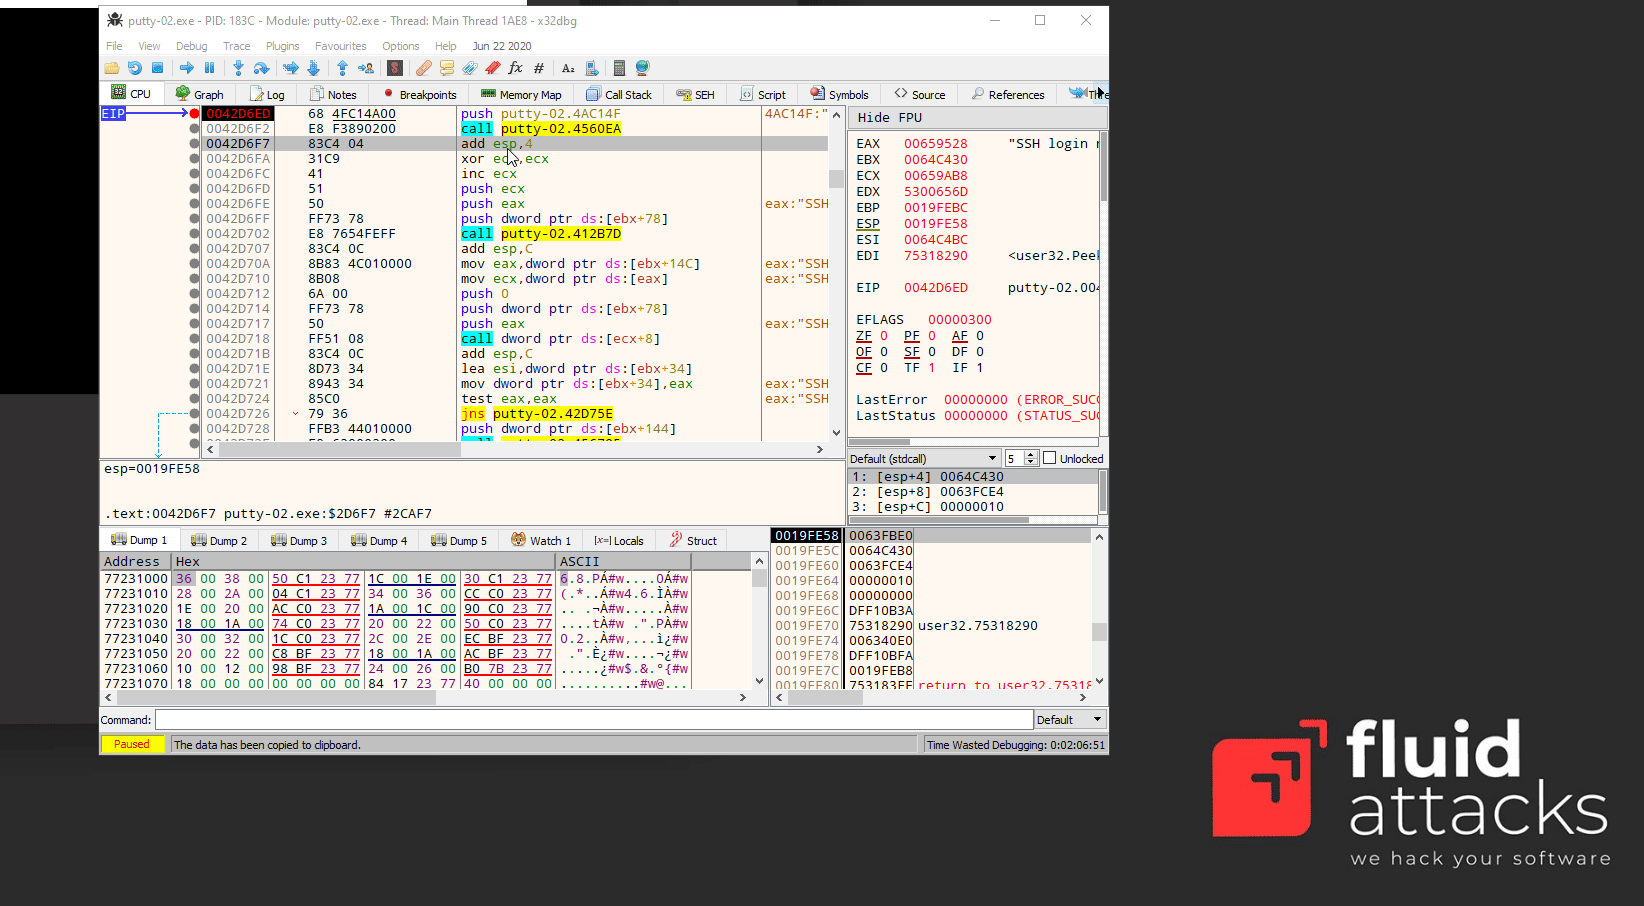 putty-02.exe - PID: 183C - Module: putty-02.exe - Thread: Main Thread 1AE8 - x32dbg
File View Debug Trace Plugins Favourites Options Help Jun 22 2020
CPU Graph Log Notes Breakpoints Memory Map Call Stack SEH Script Symbols Source References Thre
EIP 0042D6ED 68 4FC14A00 push putty-02.4AC14F 4AC14F:"
0042D6F2 E8 F3890200 call putty-02.4560EA
0042D6F7 83C4 04 add esp,4
0042D6FA 31C9 xor ecx,ecx
0042D6FC 41 inc ecx
0042D6FD 51 push ecx
0042D6FE 50 push eax eax:"SSH
0042D6FF FF73 78 push dword ptr ds:[ebx+78]
0042D702 E8 7654FEFF call putty-02.412B7D
0042D707 83C4 0C add esp,C
0042D70A 8B83 4C010000 mov eax,dword ptr ds:[ebx+14C] eax:"SSH
0042D710 8B08 mov ecx,dword ptr ds:[eax] eax:"SSH
0042D712 6A 00 push 0
0042D714 FF73 78 push dword ptr ds:[ebx+78]
0042D717 50 push eax eax:"SSH
0042D718 FF51 08 call dword ptr ds:[ecx+8]
0042D71B 83C4 0C add esp,C
0042D71E 8D73 34 lea esi,dword ptr ds:[ebx+34]
0042D721 8943 34 mov dword ptr ds:[ebx+34],eax eax:"SSH
0042D724 85C0 test eax,eax eax:"SSH
0042D726 79 36 jns putty-02.42D75E
0042D728 FFB3 44010000 push dword ptr ds:[ebx+144]
Hide FPU
EAX 00659528 "SSH login
EBX 0064C430
ECX 00659AB8
EDX 5300656D
EBP 0019FEBC
ESP 0019FE58
ESI 0064C4BC
EDI 75318290 <user32.Peek
EIP 0042D6ED putty-02.004
EFLAGS 00000300
ZF 0 PF 0 AF 0
OF 0 SF 0 DF 0
CF 0 TF 1 IF 1
LastError 00000000 (ERROR_SUCC
LastStatus 00000000 (STATUS_SUC
Default (stdcall) 5 Unlocked
1: [esp+4] 0064C430
2: [esp+8] 0063FCE4
3: [esp+C] 00000010
esp=0019FE58
.text:0042D6F7 putty-02.exe:$2D6F7 #2CAF7
Dump 1 Dump 2 Dump 3 Dump 4 Dump 5 Watch 1 [x=] Locals Struct
Address Hex ASCII
77231000 36 00 38 00 50 C1 23 77 1C 00 1E 00 30 C1 23 77 6.8.PÁ#w....0Á#w
77231010 28 00 2A 00 04 C1 23 77 34 00 36 00 CC C0 23 77 (.*..Á#w4.6.ÌÀ#w
77231020 1E 00 20 00 AC C0 23 77 1A 00 1C 00 90 C0 23 77 .. .¬À#w.....À#w
77231030 18 00 1A 00 74 C0 23 77 20 00 22 00 50 C0 23 77 ....tÀ#w .".PÀ#w
77231040 30 00 32 00 1C C0 23 77 2C 00 2E 00 EC BF 23 77 0.2..À#w,...ì¿#w
77231050 20 00 22 00 C8 BF 23 77 18 00 1A 00 AC BF 23 77 .".È¿#w....¬¿#w
77231060 10 00 12 00 98 BF 23 77 24 00 26 00 B0 7B 23 77 .....¿#w$.&.°{#w
77231070 18 00 00 00 00 00 00 00 84 17 23 77 40 00 00 00 ..........#w@...
0019FE58 0063FBE0
0019FE5C 0064C430
0019FE60 0063FCE4
0019FE64 00000010
0019FE68 00000000
0019FE6C DFF10B3A
0019FE70 75318290 user32.75318290
0019FE74 006340E0
0019FE78 DFF10BFA
0019FE7C 0019FEB8
0019FE80 753183FF return to user32.75318
Command: Default
Paused The data has been copied to clipboard. Time Wasted Debugging: 0:02:06:51
fluid
attacks
we hack your software